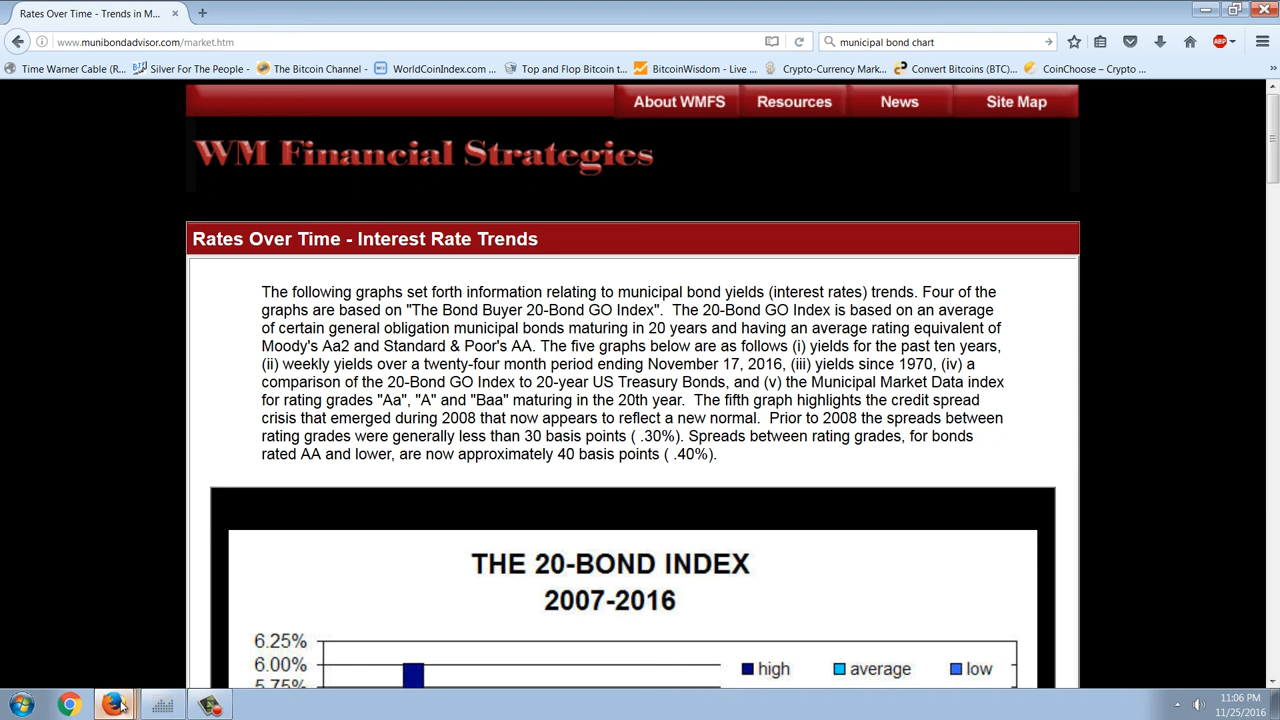 Rates Over Time - Trends in M...
www.munibondadvisor.com/market.htm
municipal bond chart
ABP
Time Warner Cable (R...
Silver For The People - ...
The Bitcoin Channel - ...
WorldCoinIndex.com ...
Top and Flop Bitcoin t...
BitcoinWisdom - Live ...
Crypto-Currency Mark...
Convert Bitcoins (BTC)...
CoinChoose – Crypto ...
About WMFS
Resources
News
Site Map
WM Financial Strategies
Rates Over Time - Interest Rate Trends
The following graphs set forth information relating to municipal bond yields (interest rates) trends. Four of the
graphs are based on "The Bond Buyer 20-Bond GO Index". The 20-Bond GO Index is based on an average
of certain general obligation municipal bonds maturing in 20 years and having an average rating equivalent of
Moody's Aa2 and Standard & Poor's AA. The five graphs below are as follows (i) yields for the past ten years,
(ii) weekly yields over a twenty-four month period ending November 17, 2016, (iii) yields since 1970, (iv) a
comparison of the 20-Bond GO Index to 20-year US Treasury Bonds, and (v) the Municipal Market Data index
for rating grades "Aa", "A" and "Baa" maturing in the 20th year. The fifth graph highlights the credit spread
crisis that emerged during 2008 that now appears to reflect a new normal. Prior to 2008 the spreads between
rating grades were generally less than 30 basis points ( .30%). Spreads between rating grades, for bonds
rated AA and lower, are now approximately 40 basis points ( .40%).
THE 20-BOND INDEX
2007-2016
6.25%
6.00%
5.75%
high
average
low
11:06 PM
11/25/2016